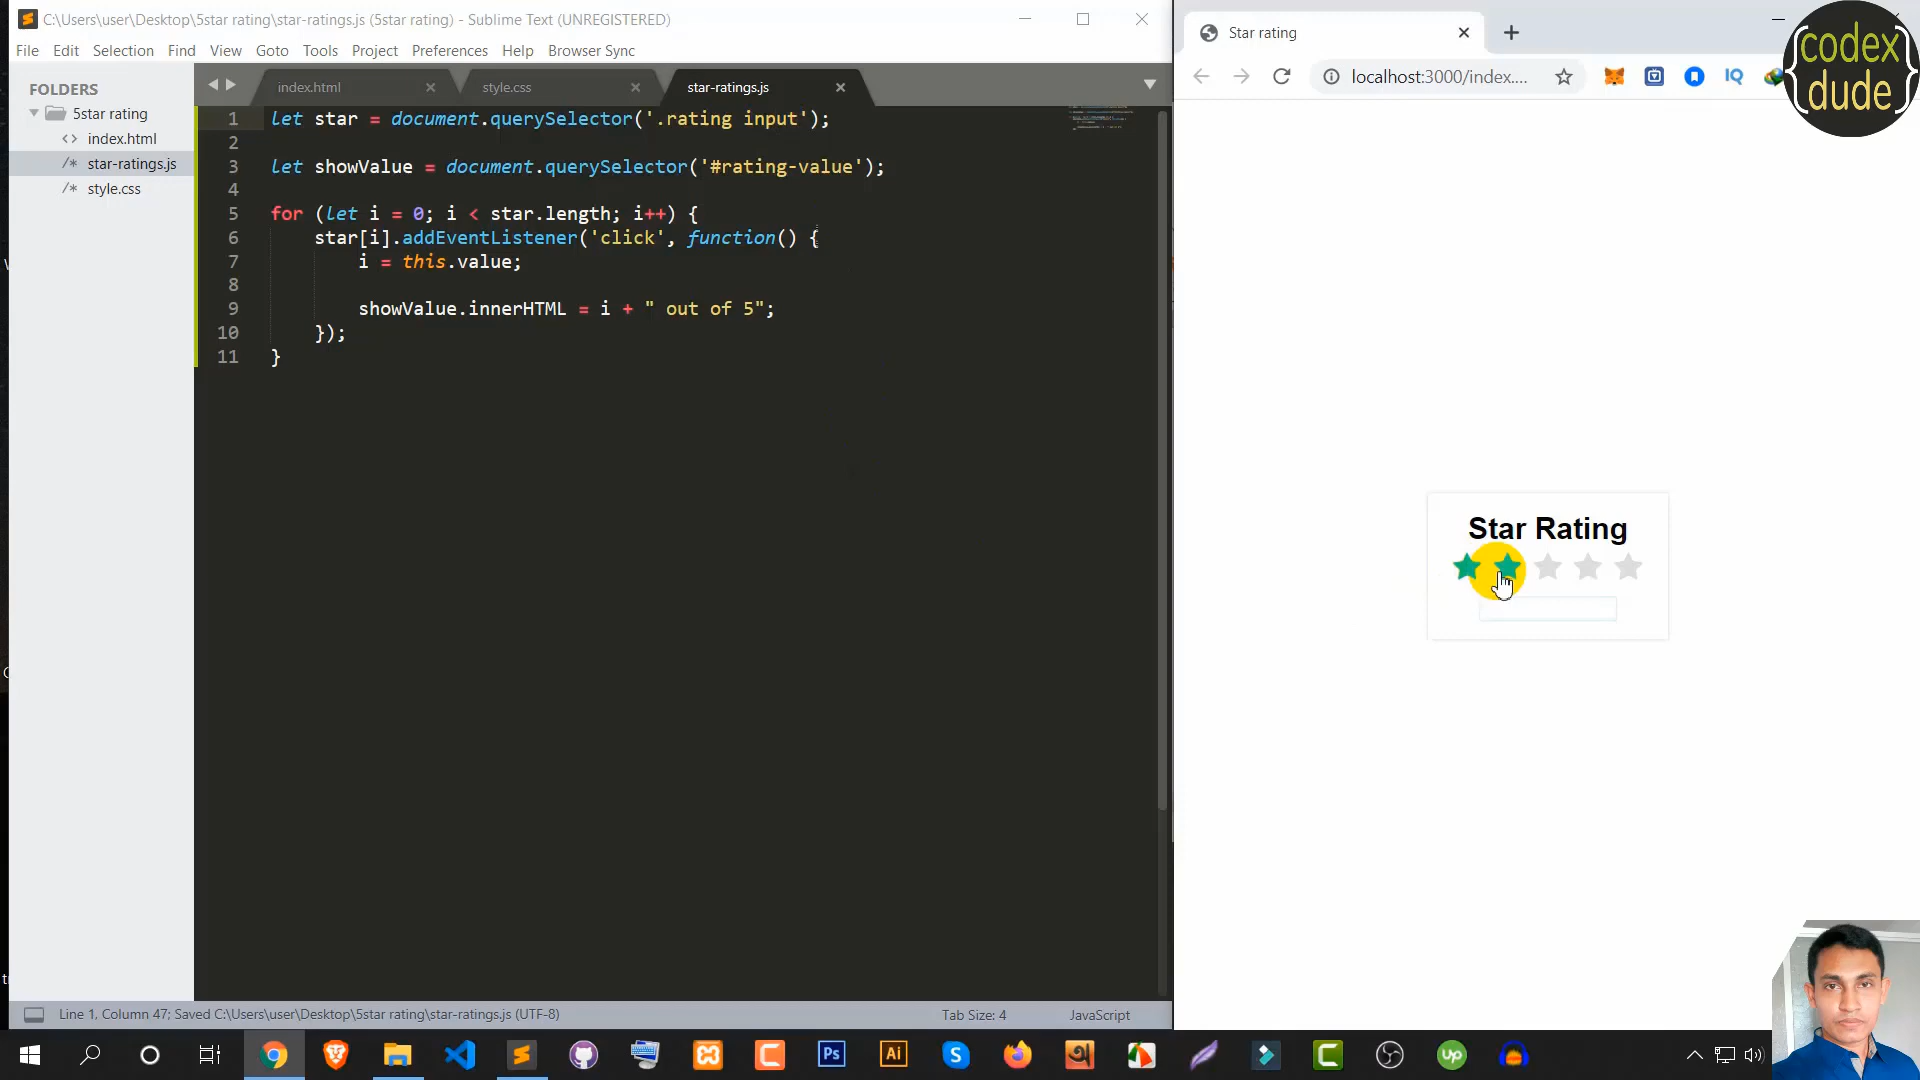 C:\Users\user\Desktop\5star rating\star-ratings.js (5star rating) - Sublime Text (UNREGISTERED)
File Edit Selection Find View Goto Tools Project Preferences Help Browser Sync
FOLDERS
5star rating
index.html
star-ratings.js
style.css
index.html
style.css
star-ratings.js
1 let star = document.querySelector('.rating input');
2
3 let showValue = document.querySelector('#rating-value');
4
5 for (let i = 0; i < star.length; i++) {
6 star[i].addEventListener('click', function() {
7 i = this.value;
8
9 showValue.innerHTML = i + " out of 5";
10 });
11 }
Line 1, Column 47; Saved C:\Users\user\Desktop\5star rating\star-ratings.js (UTF-8)
Tab Size: 4
JavaScript
Star rating
localhost:3000/index....
IQ
{codex
dude}
Star Rating
Ps
Ai
S
up